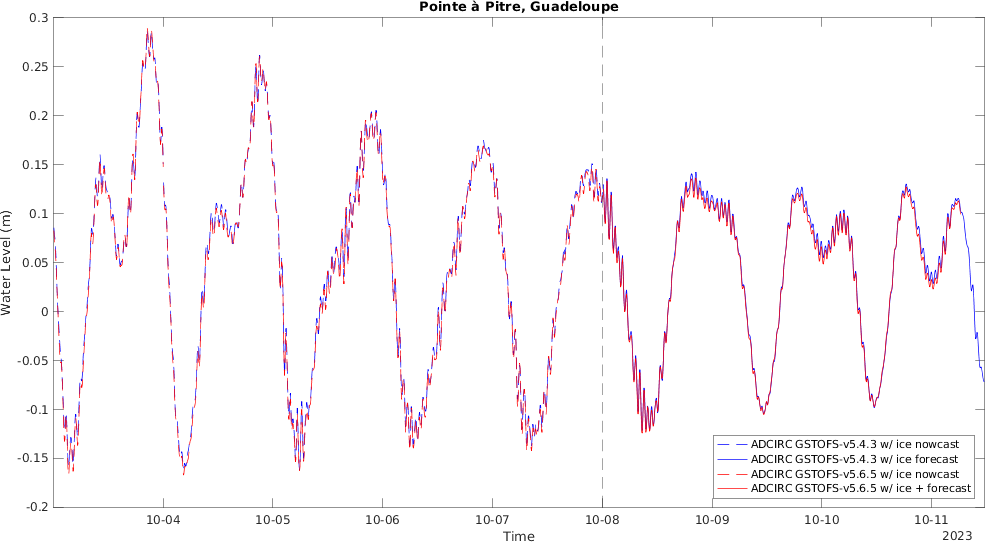 Pointe à Pitre, Guadeloupe
0.3
0.25
0.2
0.15
0.1
0.05
0
-0.05
-0.1
-0.15
-0.2
Water Level (m)
ADCIRC GSTOFS-v5.4.3 w/ ice nowcast
ADCIRC GSTOFS-v5.4.3 w/ ice forecast
ADCIRC GSTOFS-v5.6.5 w/ ice nowcast
ADCIRC GSTOFS-v5.6.5 w/ ice + forecast
10-04 10-05 10-06 10-07 10-08 10-09 10-10 10-11
Time
2023